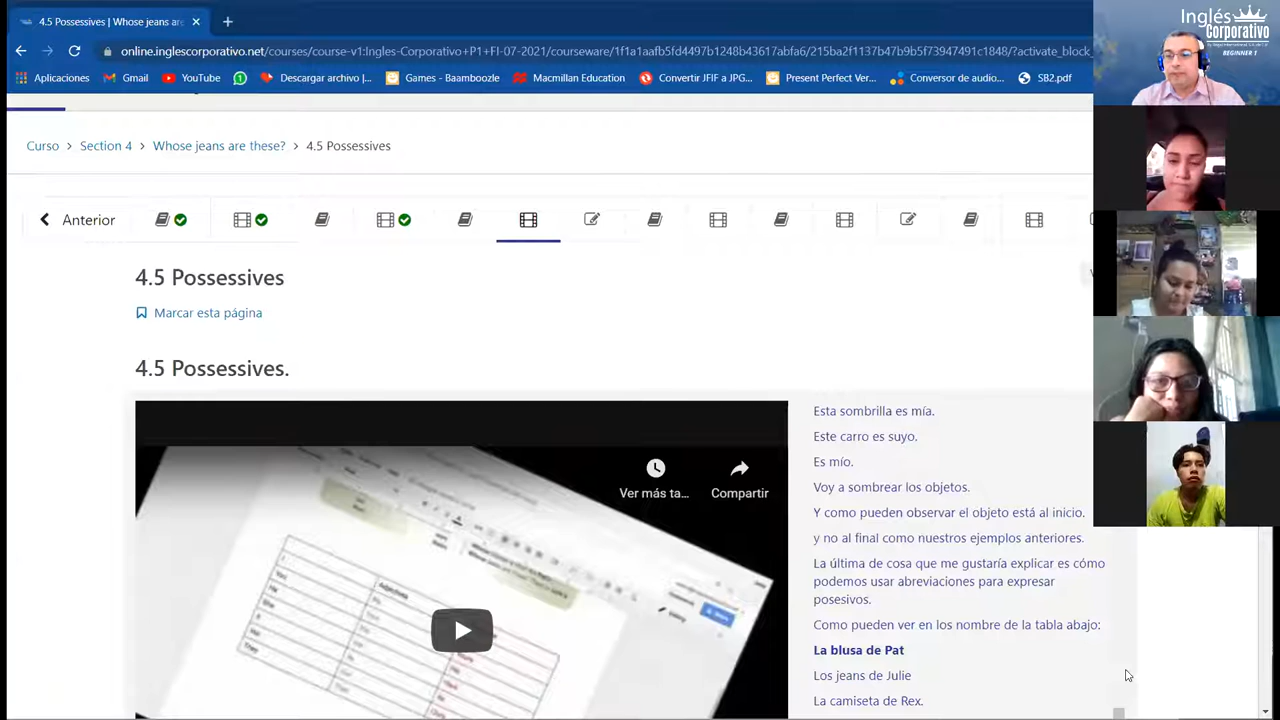 4.5 Possessives | Whose jeans are
online.inglescorporativo.net/courses/course-v1:Ingles-Corporativo+P1+FI-07-2021/courseware/1f1a1aafb5fd4497b1248b43617abfa6/215ba2f1137b47b9b5f73947491c1848/?activate_block_
Aplicaciones
Gmail
YouTube
Descargar archivo |...
Games - Baamboozle
Macmillan Education
Convertir JFIF a JPG...
Present Perfect Ver...
Conversor de audio...
SB2.pdf
Inglés
Corporativo
BEGINNER 1
Curso > Section 4 > Whose jeans are these? > 4.5 Possessives
Anterior
4.5 Possessives
Marcar esta página
4.5 Possessives.
Ver más ta...
Compartir
Adjectives
Esta sombrilla es mía.
Este carro es suyo.
Es mío.
Voy a sombrear los objetos.
Y como pueden observar el objeto está al inicio.
y no al final como nuestros ejemplos anteriores.
La última de cosa que me gustaría explicar es cómo
podemos usar abreviaciones para expresar
posesivos.
Como pueden ver en los nombre de la tabla abajo:
La blusa de Pat
Los jeans de Julie
La camiseta de Rex.